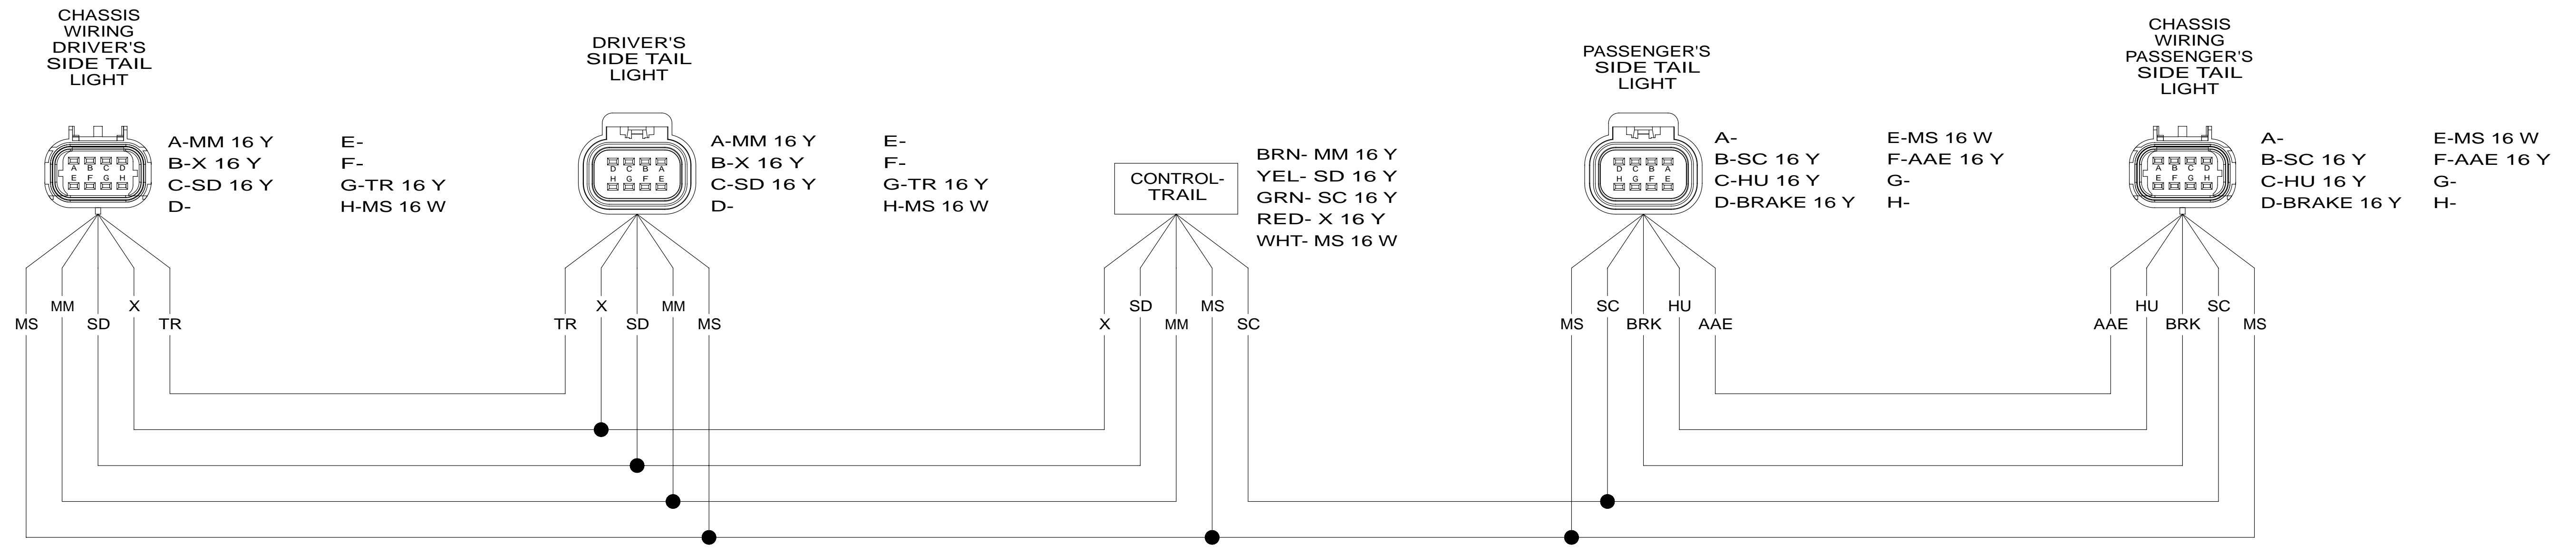 CHASSIS
WIRING
DRIVER'S
SIDE TAIL
LIGHT
A-MM 16 Y
B-X 16 Y
C-SD 16 Y
D-
E-
F-
G-TR 16 Y
H-MS 16 W
A B C D
E F G H
MS
MM
SD
X
TR
DRIVER'S
SIDE TAIL
LIGHT
A-MM 16 Y
B-X 16 Y
C-SD 16 Y
D-
E-
F-
G-TR 16 Y
H-MS 16 W
D C B A
H G F E
TR
X
SD
MM
MS
CONTROL-
TRAIL
BRN- MM 16 Y
YEL- SD 16 Y
GRN- SC 16 Y
RED- X 16 Y
WHT- MS 16 W
X
SD
MM
MS
SC
PASSENGER'S
SIDE TAIL
LIGHT
A-
B-SC 16 Y
C-HU 16 Y
D-BRAKE 16 Y
E-MS 16 W
F-AAE 16 Y
G-
H-
D C B A
H G F E
MS
SC
BRK
HU
AAE
CHASSIS
WIRING
PASSENGER'S
SIDE TAIL
LIGHT
A-
B-SC 16 Y
C-HU 16 Y
D-BRAKE 16 Y
E-MS 16 W
F-AAE 16 Y
G-
H-
A B C D
E F G H
AAE
HU
BRK
SC
MS